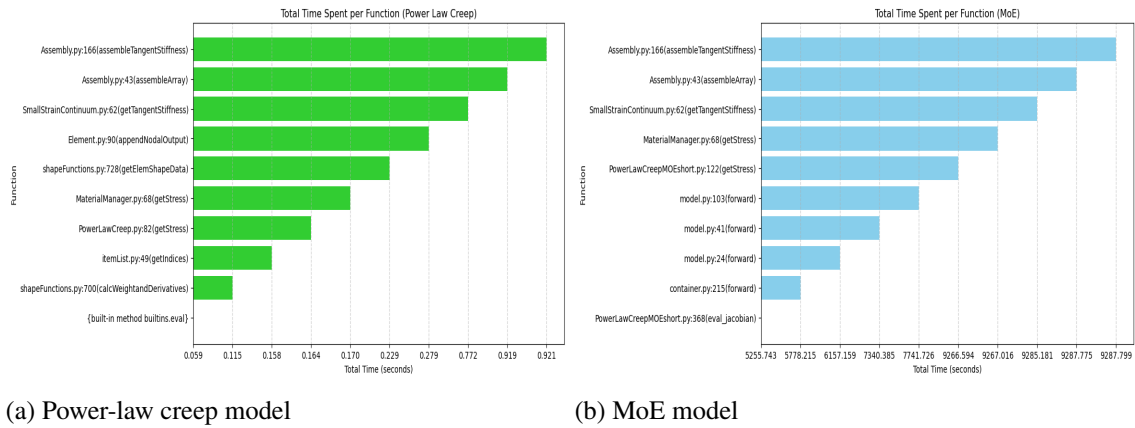 Total Time Spent per Function (Power Law Creep)
Function
Assembly.py:166(assembleTangentStiffness)
Assembly.py:43(assembleArray)
SmallStrainContinuum.py:62(getTangentStiffness)
Element.py:90(appendNodalOutput)
shapeFunctions.py:728(getElemShapeData)
MaterialManager.py:68(getStress)
PowerLawCreep.py:82(getStress)
itemList.py:49(getIndices)
shapeFunctions.py:700(calcWeightandDerivatives)
{built-in method builtins.eval}
0.059 0.115 0.158 0.164 0.170 0.229 0.279 0.772 0.919 0.921
Total Time (seconds)
(a) Power-law creep model
Total Time Spent per Function (MoE)
Function
Assembly.py:166(assembleTangentStiffness)
Assembly.py:43(assembleArray)
SmallStrainContinuum.py:62(getTangentStiffness)
MaterialManager.py:68(getStress)
PowerLawCreepMOEshort.py:122(getStress)
model.py:103(forward)
model.py:41(forward)
model.py:24(forward)
container.py:215(forward)
PowerLawCreepMOEshort.py:368(eval_jacobian)
5255.743 5778.215 6157.159 7340.385 7741.726 9266.594 9267.016 9285.181 9287.775 9287.799
Total Time (seconds)
(b) MoE model